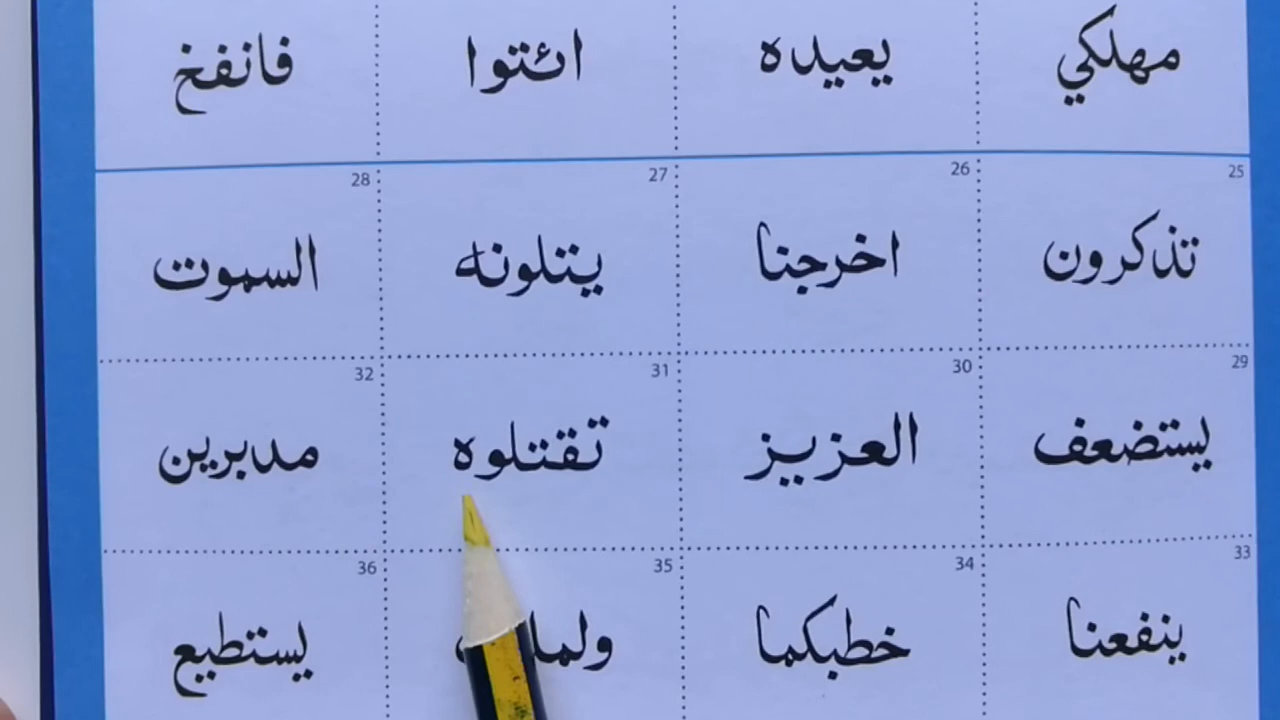 مهلكي يعيده ائتوا فانفخ
25 26 27 28
تذكرون اخرجنا يتلونه السموت
29 30 31 32
يستضعف العزيز تقتلوه مدبرين
33 34 35 36
ينفعنا خطبكما يستطيع